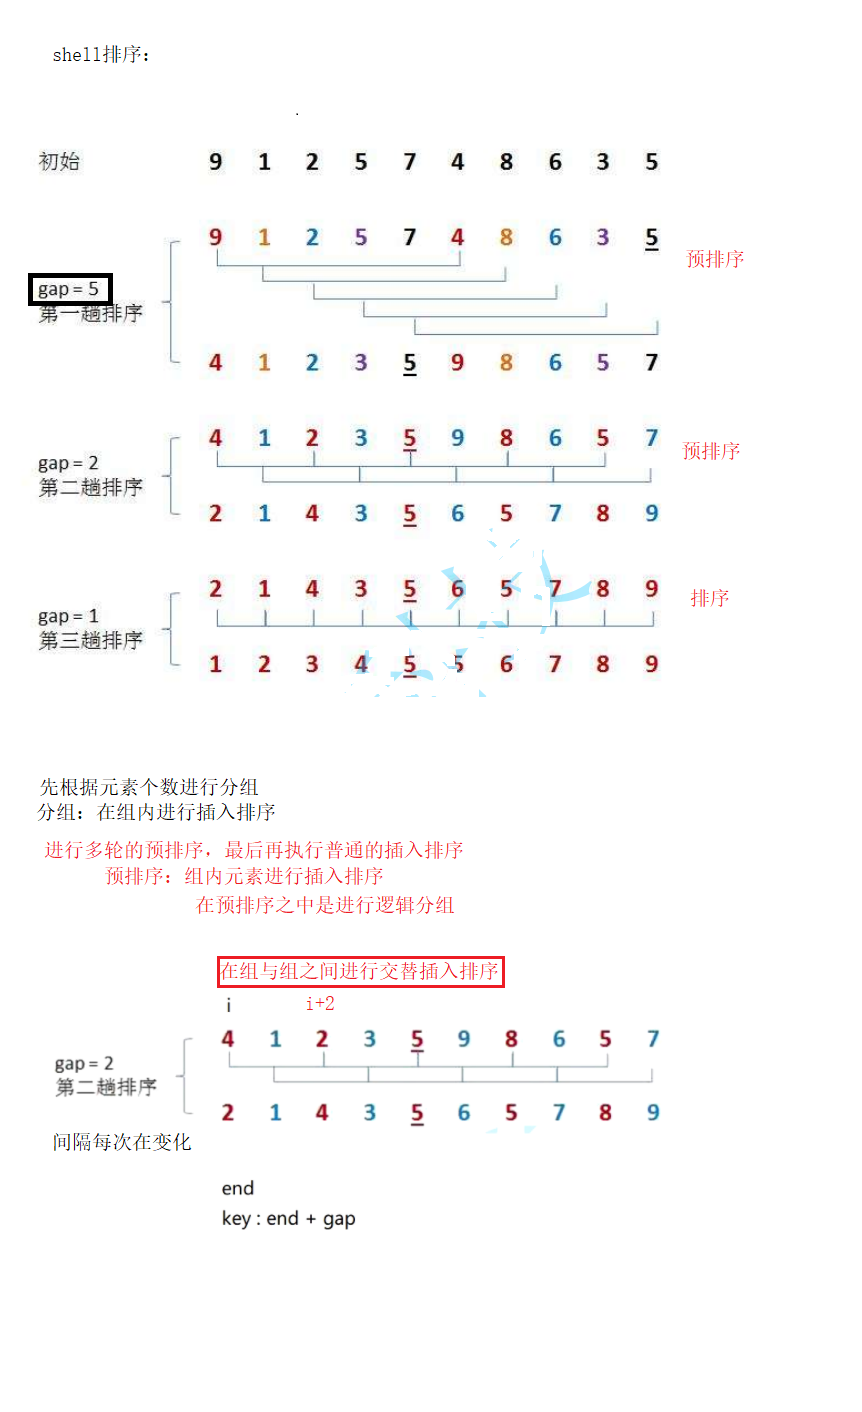 shell排序：
初始 9 1 2 5 7 4 8 6 3 5
9 1 2 5 7 4 8 6 3 5
预排序
gap = 5
第一趟排序
4 1 2 3 5 9 8 6 5 7
4 1 2 3 5 9 8 6 5 7
预排序
gap = 2
第二趟排序
2 1 4 3 5 6 5 7 8 9
2 1 4 3 5 6 5 7 8 9
排序
gap = 1
第三趟排序
1 2 3 4 5 5 6 7 8 9
先根据元素个数进行分组
分组：在组内进行插入排序
进行多轮的预排序，最后再执行普通的插入排序
预排序：组内元素进行插入排序
在预排序之中是进行逻辑分组
在组与组之间进行交替插入排序
i i+2
4 1 2 3 5 9 8 6 5 7
gap = 2
第二趟排序
2 1 4 3 5 6 5 7 8 9
间隔每次在变化
end
key : end + gap